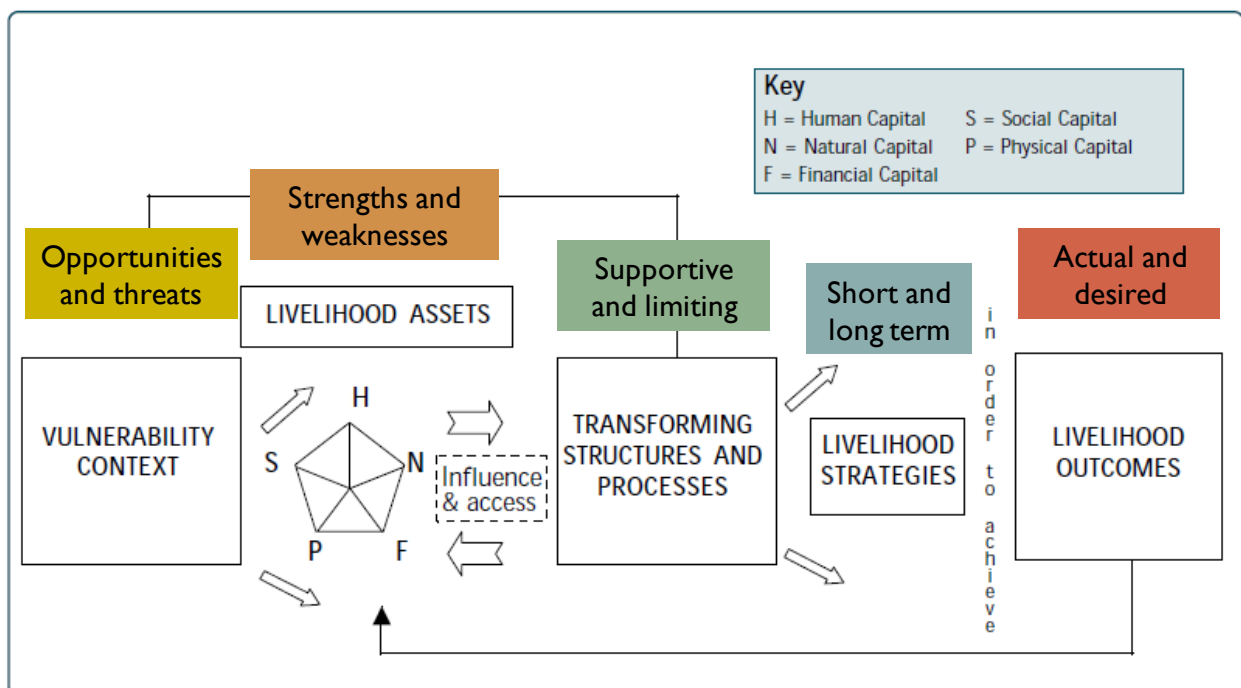 Key
H = Human Capital S = Social Capital
N = Natural Capital P = Physical Capital
F = Financial Capital
Strengths and
weaknesses
Opportunities
and threats
Supportive
and limiting
Short and
long term
Actual and
desired
LIVELIHOOD ASSETS
VULNERABILITY
CONTEXT
H
S
N
P
F
Influence
& access
TRANSFORMING
STRUCTURES AND
PROCESSES
LIVELIHOOD
STRATEGIES
in order to achieve
LIVELIHOOD
OUTCOMES